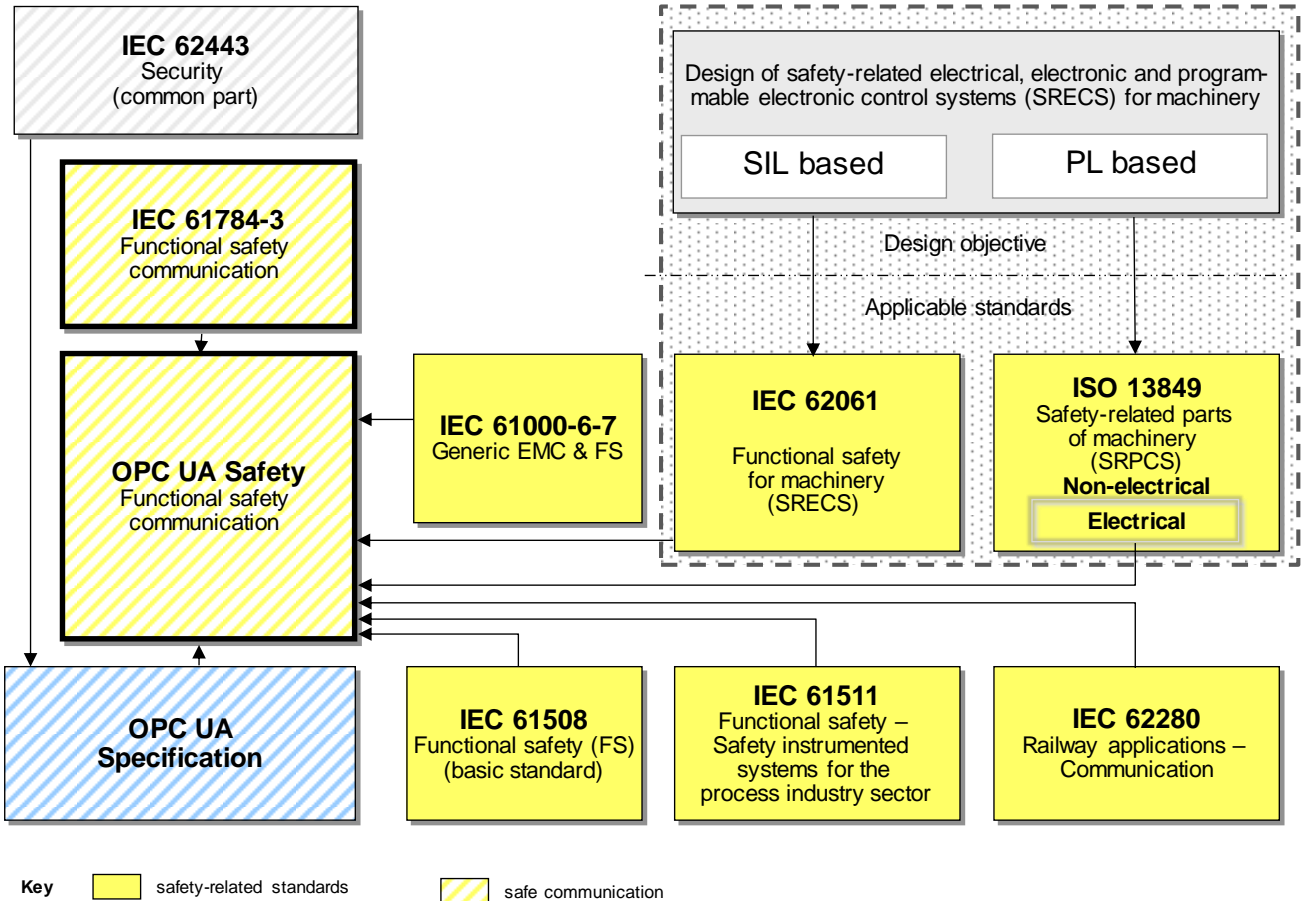 IEC 62443
Security
(common part)
Design of safety-related electrical, electronic and program-
mable electronic control systems (SRECS) for machinery
SIL based
PL based
Design objective
Applicable standards
IEC 61784-3
Functional safety
communication
OPC UA Safety
Functional safety
communication
IEC 61000-6-7
Generic EMC & FS
IEC 62061
Functional safety
for machinery
(SRECS)
ISO 13849
Safety-related parts
of machinery
(SRPCS)
Non-electrical
Electrical
OPC UA
Specification
IEC 61508
Functional safety (FS)
(basic standard)
IEC 61511
Functional safety –
Safety instrumented
systems for the
process industry sector
IEC 62280
Railway applications –
Communication
Key
safety-related standards
safe communication